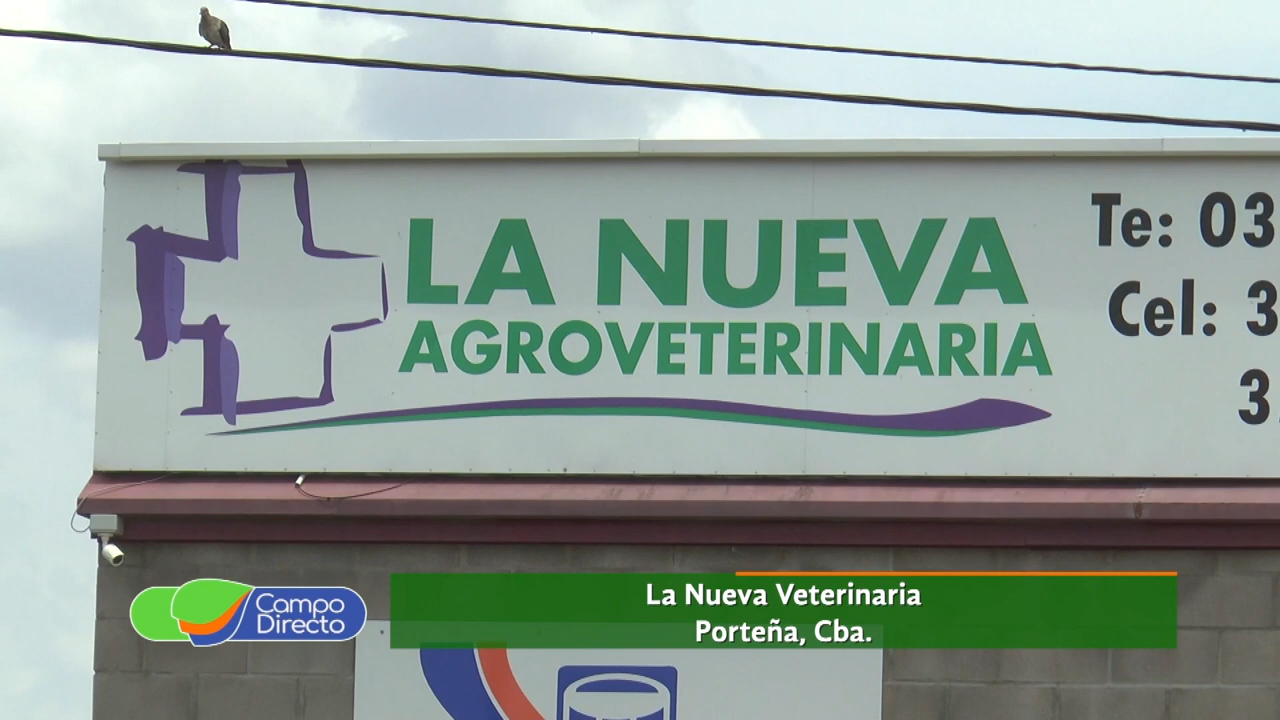 LA NUEVA
AGROVETERINARIA
Te: 03
Cel: 3
3
Campo
Directo
La Nueva Veterinaria
Porteña, Cba.